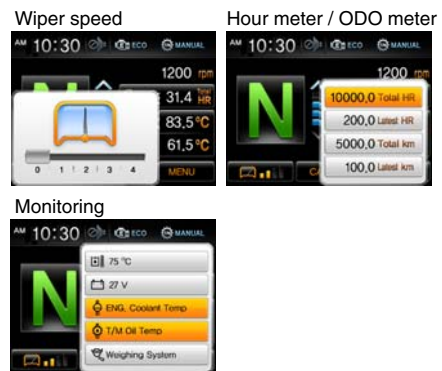 Wiper speed
AM 10:30 ECO MANUAL
1200 rpm
N
31.4 Total HR
83.5 °C
61.5 °C
0 1 2 3 4
MENU
Hour meter / ODO meter
AM 10:30 ECO MANUAL
1200 rpm
N
10000.0 Total HR
200.0 Latest HR
5000.0 Total km
100.0 Latest km
Monitoring
AM 10:30 ECO MANUAL
N
75 °C
27 V
ENG. Coolant Temp
T/M Oil Temp
Weighing System